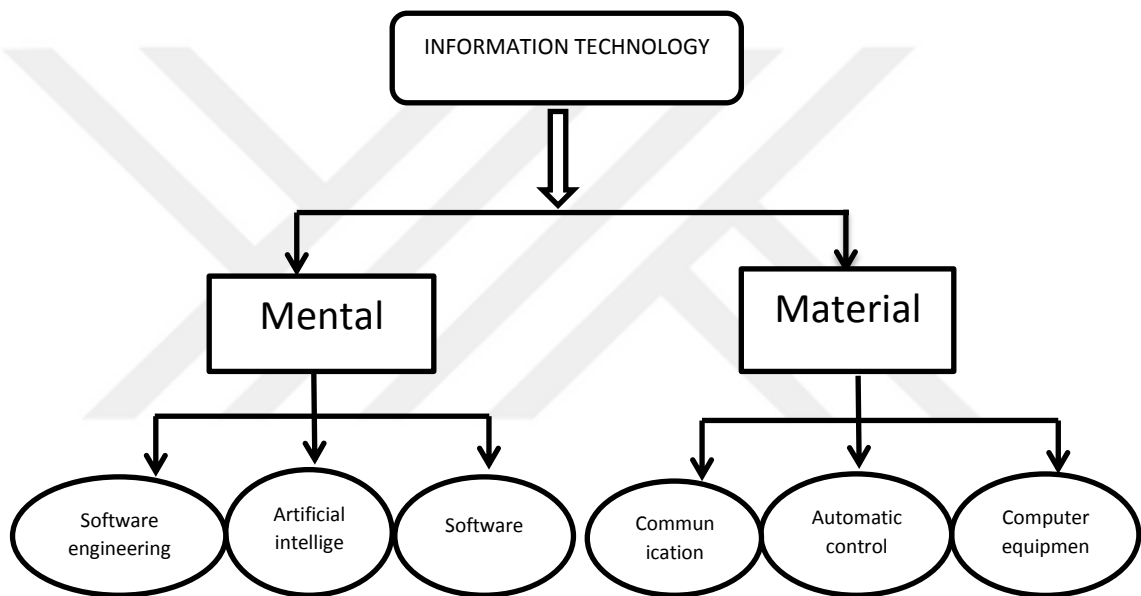 INFORMATION TECHNOLOGY
Mental
Material
Software
engineering
Artificial
intellige
Software
Commun
ication
Automatic
control
Computer
equipmen